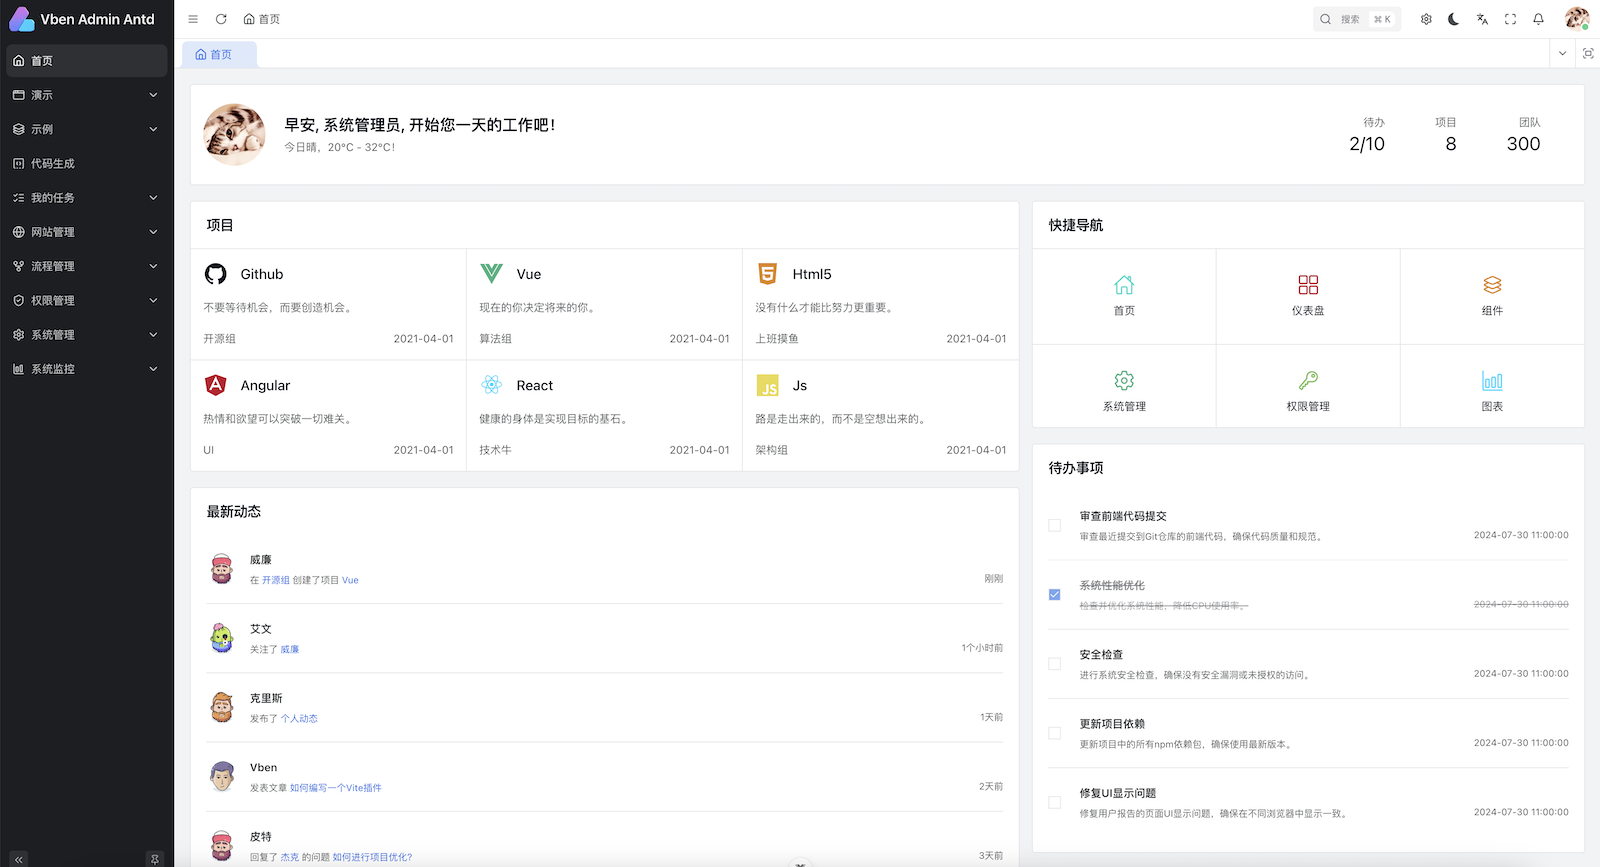 Vben Admin Antd
首页
演示
示例
代码生成
我的任务
网站管理
流程管理
权限管理
系统管理
系统监控
首页
搜索 ⌘ K
首页
早安, 系统管理员, 开始您一天的工作吧！
今日晴，20°C - 32°C！
待办
2/10
项目
8
团队
300
项目
Github
不要等待机会，而要创造机会。
开源组 2021-04-01
Vue
现在的你决定将来的你。
算法组 2021-04-01
Html5
没有什么才能比努力更重要。
上班摸鱼 2021-04-01
Angular
热情和欲望可以突破一切难关。
UI 2021-04-01
React
健康的身体是实现目标的基石。
技术牛 2021-04-01
JS
Js
路是走出来的，而不是空想出来的。
架构组 2021-04-01
最新动态
威廉
在 开源组 创建了项目 Vue
刚刚
艾文
关注了 威廉
1个小时前
克里斯
发布了 个人动态
1天前
Vben
发表文章 如何编写一个Vite插件
2天前
皮特
回复了 杰克 的问题 如何进行项目优化?
3天前
快捷导航
首页
仪表盘
组件
系统管理
权限管理
图表
待办事项
审查前端代码提交
审查最近提交到Git仓库的前端代码，确保代码质量和规范。
2024-07-30 11:00:00
系统性能优化
检查并优化系统性能，降低CPU使用率。
2024-07-30 11:00:00
安全检查
进行系统安全检查，确保没有安全漏洞或未授权的访问。
2024-07-30 11:00:00
更新项目依赖
更新项目中的所有npm依赖包，确保使用最新版本。
2024-07-30 11:00:00
修复UI显示问题
修复用户报告的页面UI显示问题，确保在不同浏览器中显示一致。
2024-07-30 11:00:00